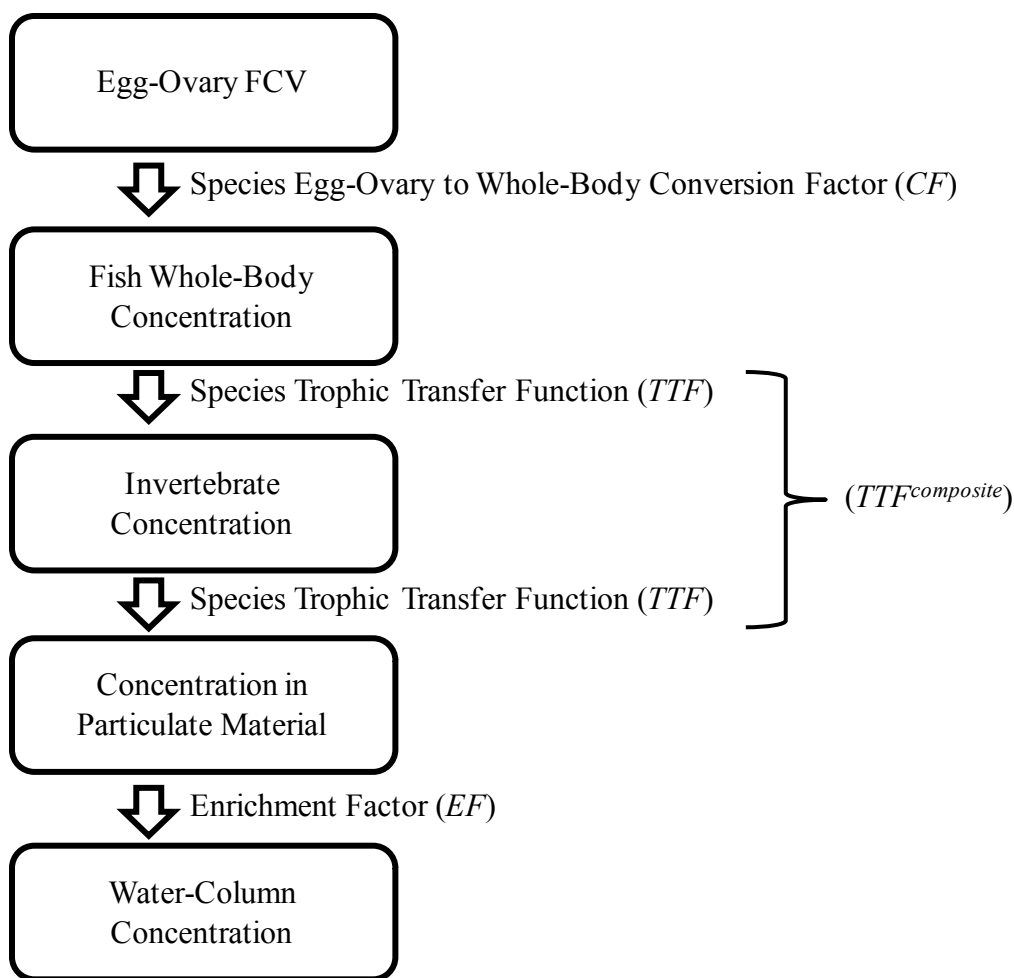 Egg-Ovary FCV
Species Egg-Ovary to Whole-Body Conversion Factor (CF)
Fish Whole-Body
Concentration
Species Trophic Transfer Function (TTF)
Invertebrate
Concentration
(TTFcomposite)
Species Trophic Transfer Function (TTF)
Concentration in
Particulate Material
Enrichment Factor (EF)
Water-Column
Concentration